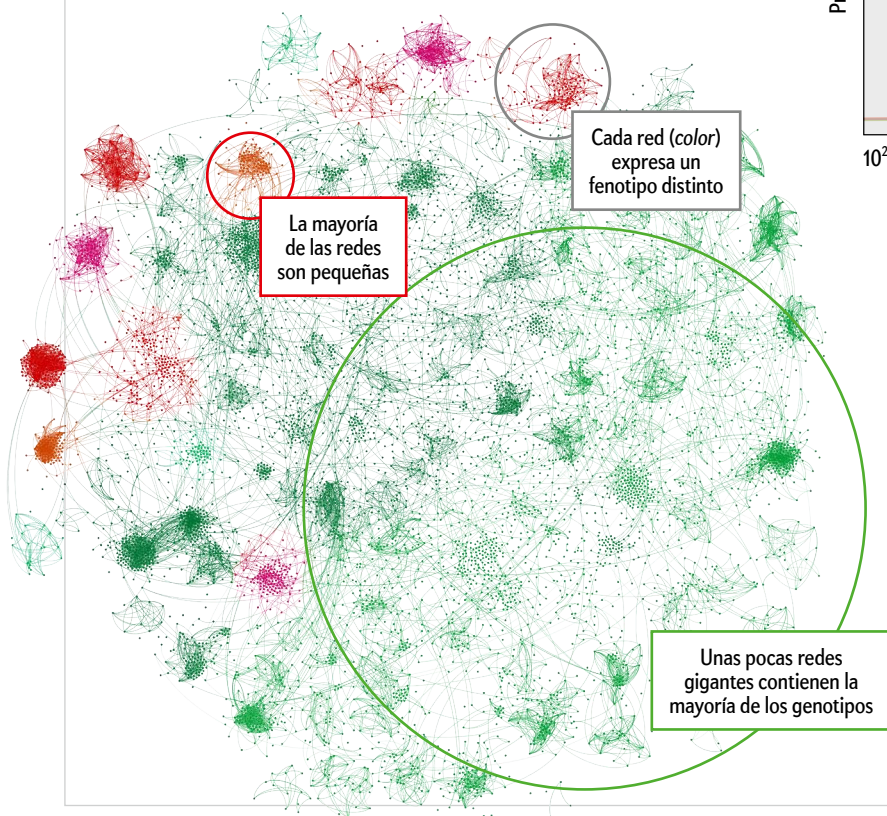 Cada red (color)
expresa un
fenotipo distinto
10²
La mayoría
de las redes
son pequeñas
Unas pocas redes
gigantes contienen la
mayoría de los genotipos